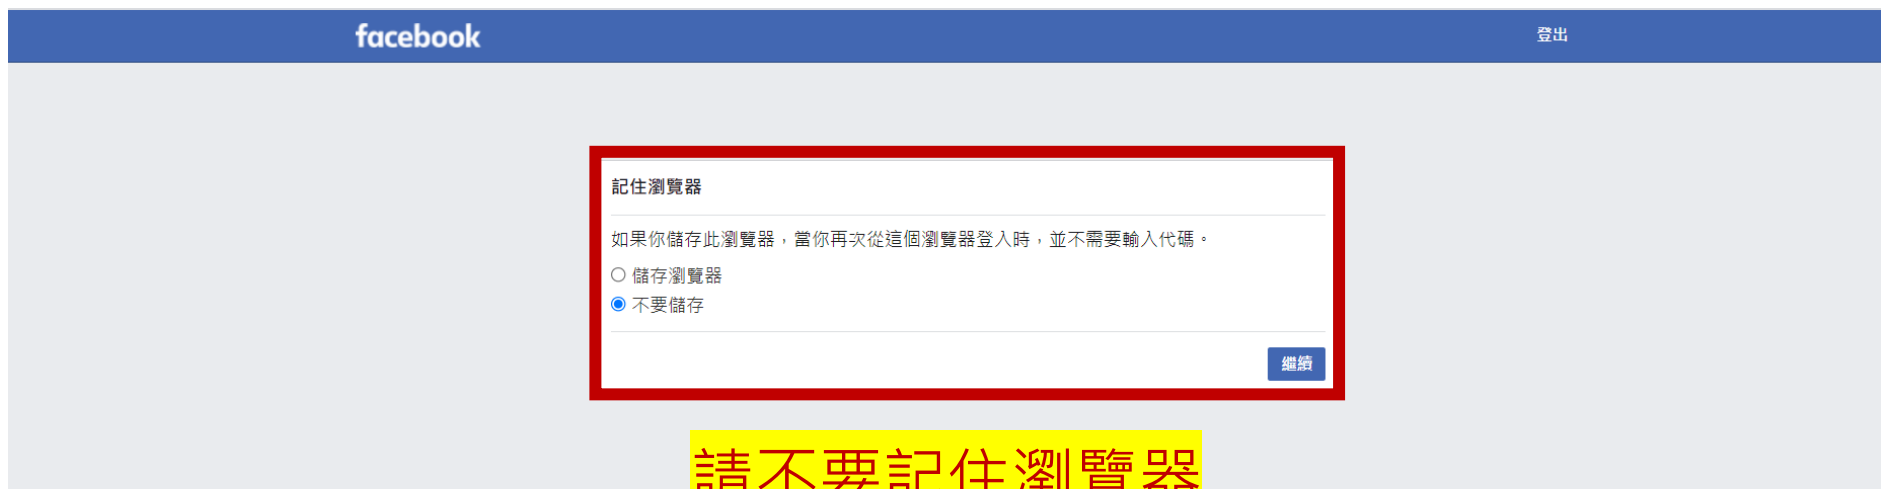 facebook
登出
記住瀏覽器
如果你儲存此瀏覽器,當你再次從這個瀏覽器登入時,並不需要輸入代碼。
儲存瀏覽器
不要儲存
繼續
請不要記住瀏覽器